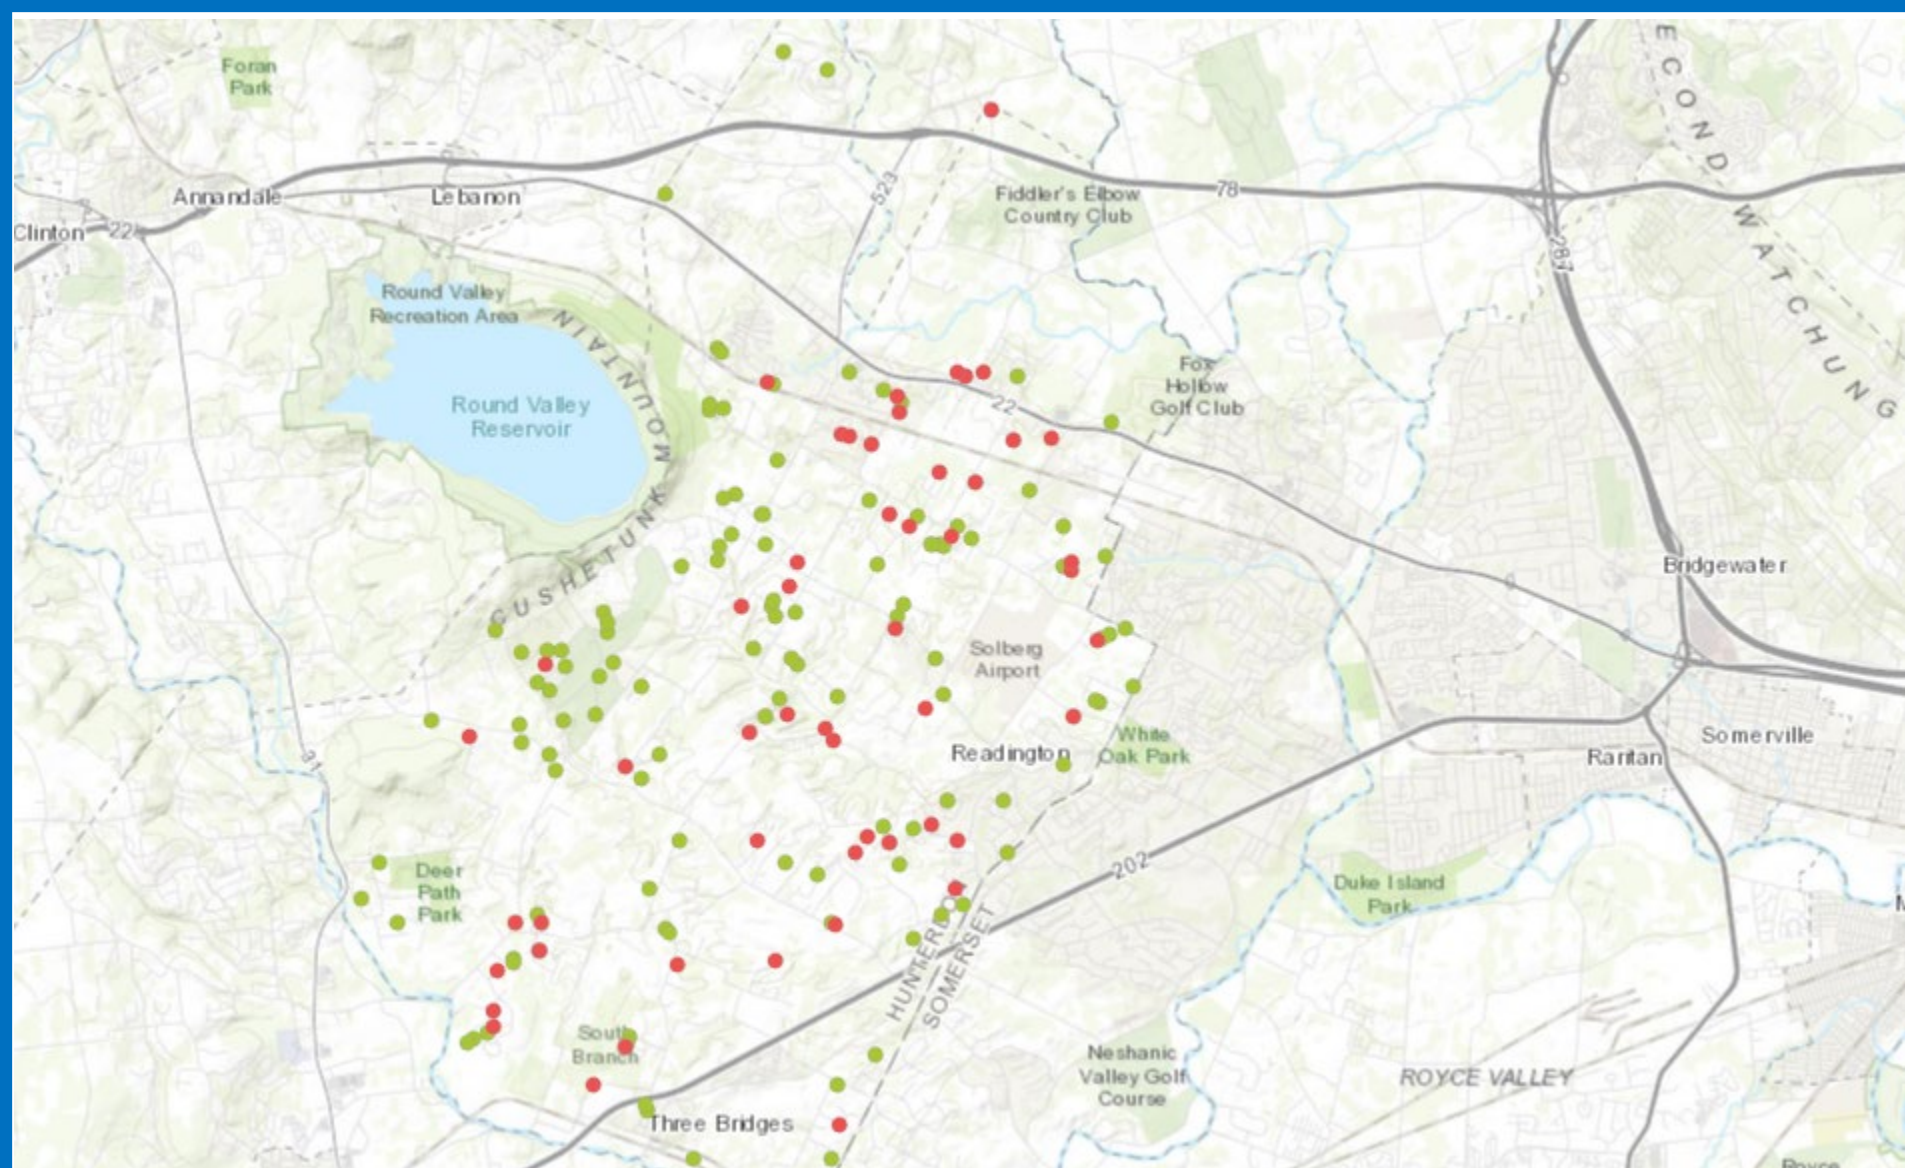 Foran
Park
ECOND
WATCHUNG
Annandale
Lebanon
523
Fiddler's Elbow
Country Club
78
Clinton
22
287
Round Valley
Recreation Area
MOUNTAIN
Round Valley
Reservoir
Fox
Hollow
Golf Club
22
CUSHETUNK
Bridgewater
Solberg
Airport
31
Readington
White
Oak Park
Raritan
Somerville
Deer
Path
Park
202
Duke Island
Park
HUNTERDON
SOMERSET
South
Branch
Neshanic
Valley Golf
Course
ROYCE VALLEY
Three Bridges